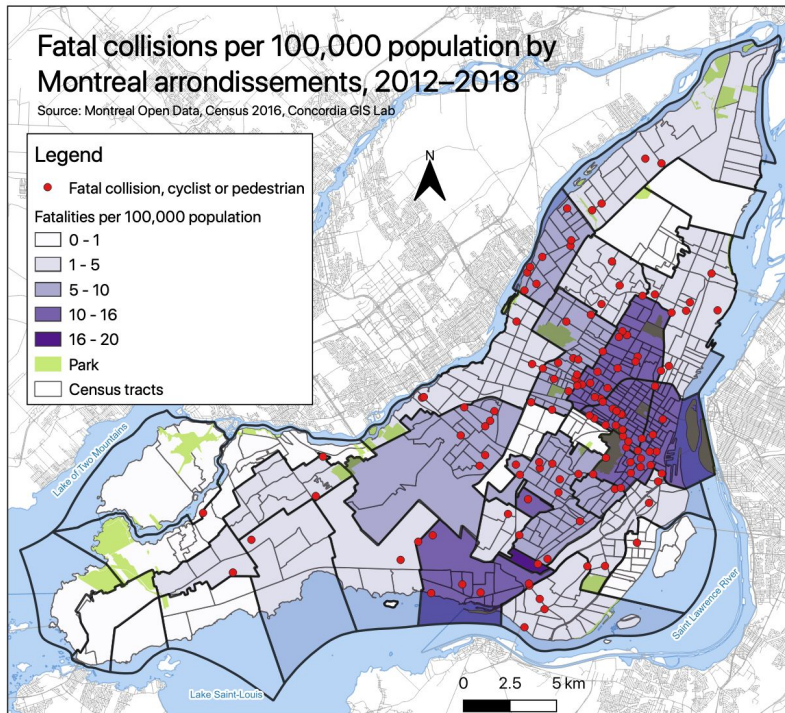 Fatal collisions per 100,000 population by
Montreal arrondissements, 2012–2018
Source: Montreal Open Data, Census 2016, Concordia GIS Lab
Legend
Fatal collision, cyclist or pedestrian
Fatalities per 100,000 population
0 - 1
1 - 5
5 - 10
10 - 16
16 - 20
Park
Census tracts
N
Lake of Two Mountains
Saint Lawrence River
Lake Saint-Louis
0 2.5 5 km